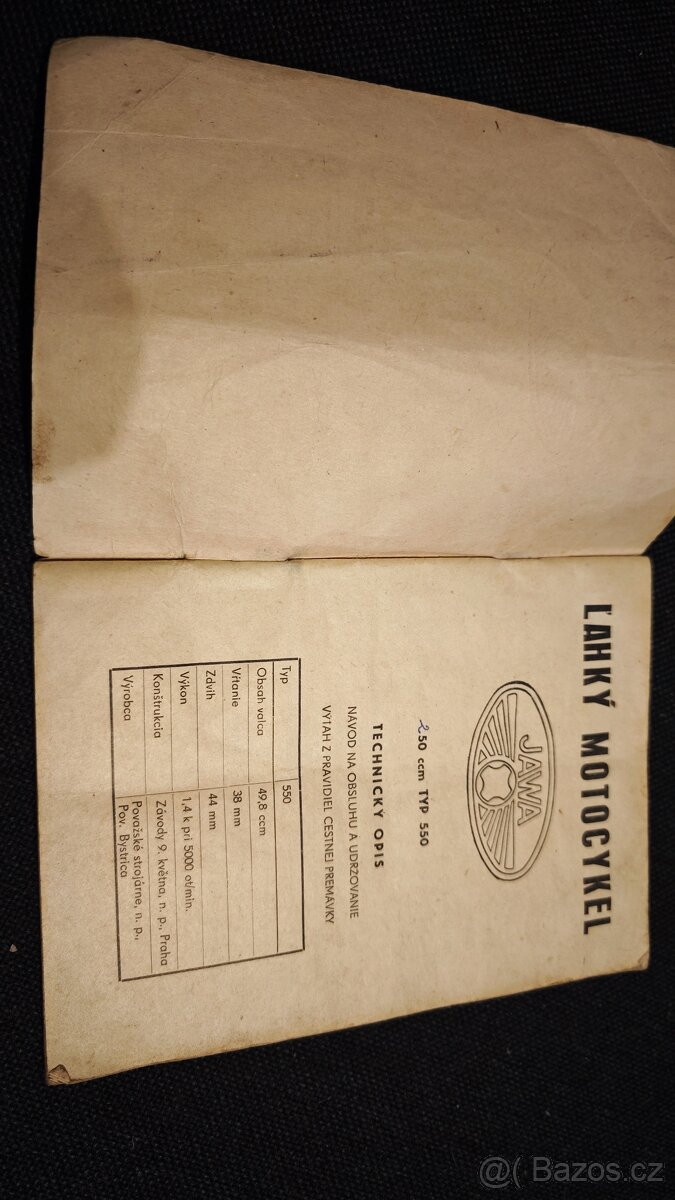 ĽAHKÝ MOTOCYKEL
JAWA
50 ccm TYP 550
TECHNICKÝ OPIS
NÁVOD NA OBSLUHU A UDRŽOVANIE
VÝŤAH Z PRAVIDIEL CESTNEJ PREMÁVKY
Typ 550
Obsah valca 49,8 ccm
Vŕtanie 38 mm
Zdvih 44 mm
Výkon 1,4 k pri 5000 ot/min.
Konštrukcia Závody 9. května, n. p., Praha
Výrobca Považské strojárne, n. p.,
Pov. Bystrica
@( Bazos.cz